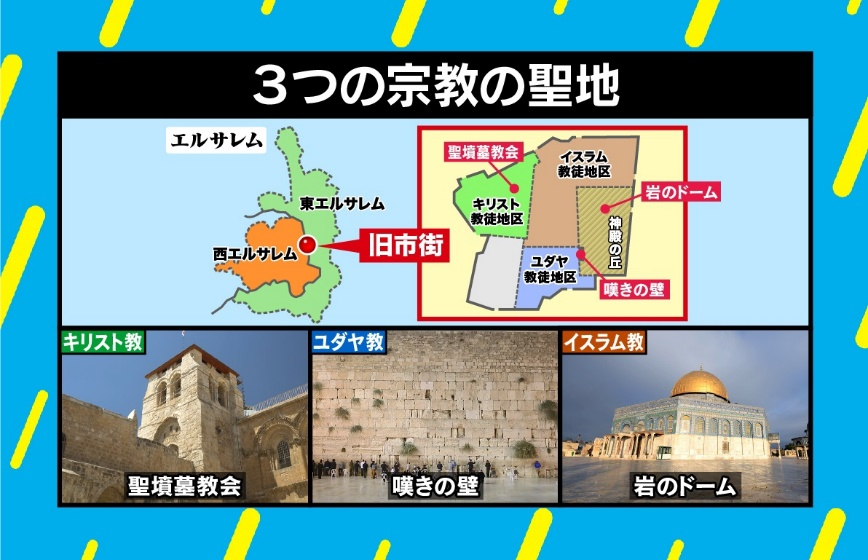 3つの宗教の聖地
エルサレム
東エルサレム
西エルサレム
旧市街
聖墳墓教会
イスラム
教徒地区
岩のドーム
キリスト
教徒地区
神殿の丘
ユダヤ
教徒地区
嘆きの壁
キリスト教
ユダヤ教
イスラム教
聖墳墓教会
嘆きの壁
岩のドーム